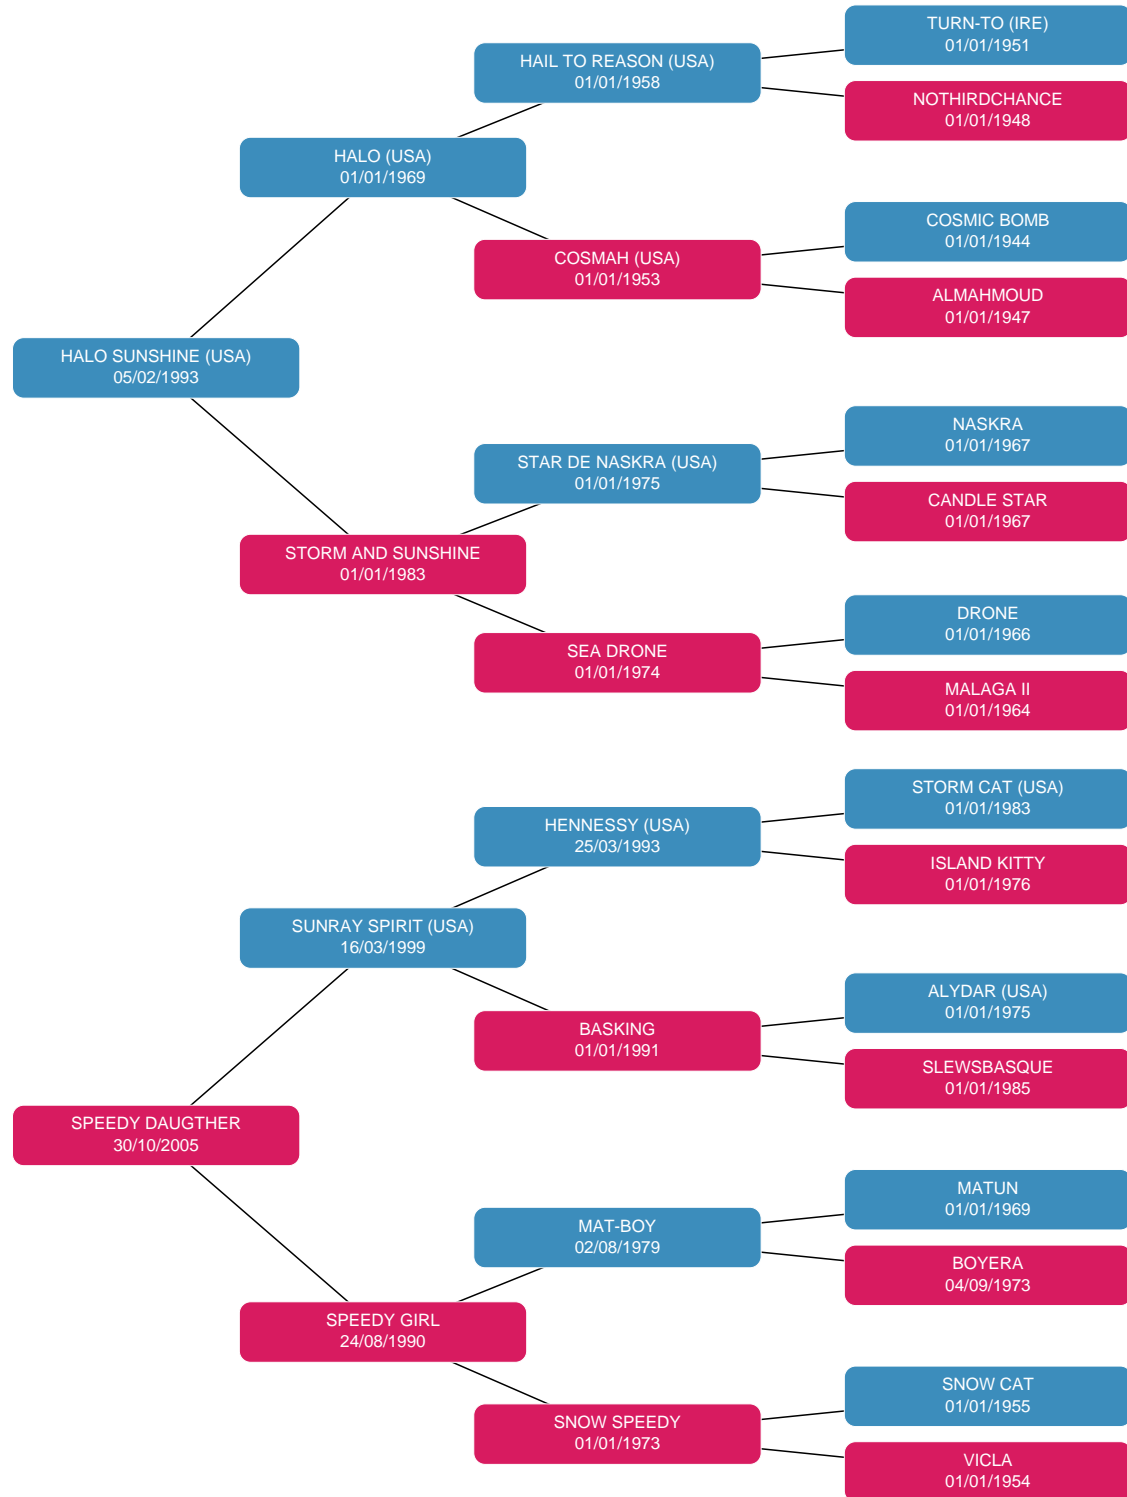 TURN-TO (IRE)
01/01/1951
HAIL TO REASON (USA)
01/01/1958
NOTHIRDCHANCE
01/01/1948
HALO (USA)
01/01/1969
COSMIC BOMB
01/01/1944
COSMAH (USA)
01/01/1953
ALMAHMOUD
01/01/1947
HALO SUNSHINE (USA)
05/02/1993
NASKRA
01/01/1967
STAR DE NASKRA (USA)
01/01/1975
CANDLE STAR
01/01/1967
STORM AND SUNSHINE
01/01/1983
DRONE
01/01/1966
SEA DRONE
01/01/1974
MALAGA II
01/01/1964
STORM CAT (USA)
01/01/1983
HENNESSY (USA)
25/03/1993
ISLAND KITTY
01/01/1976
SUNRAY SPIRIT (USA)
16/03/1999
ALYDAR (USA)
01/01/1975
BASKING
01/01/1991
SLEWSBASQUE
01/01/1985
SPEEDY DAUGTHER
30/10/2005
MATUN
01/01/1969
MAT-BOY
02/08/1979
BOYERA
04/09/1973
SPEEDY GIRL
24/08/1990
SNOW CAT
01/01/1955
SNOW SPEEDY
01/01/1973
VICLA
01/01/1954